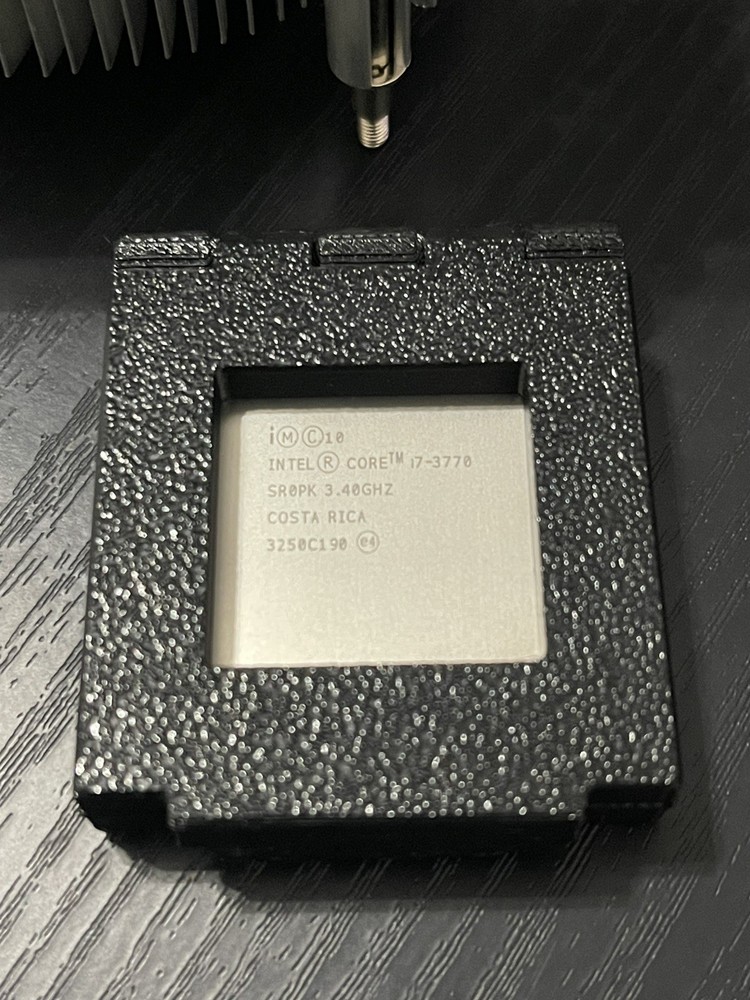 iⓂⒸ10
INTEL® CORE™ i7-3770
SR0PK 3.40GHZ
COSTA RICA
3250C190 e4